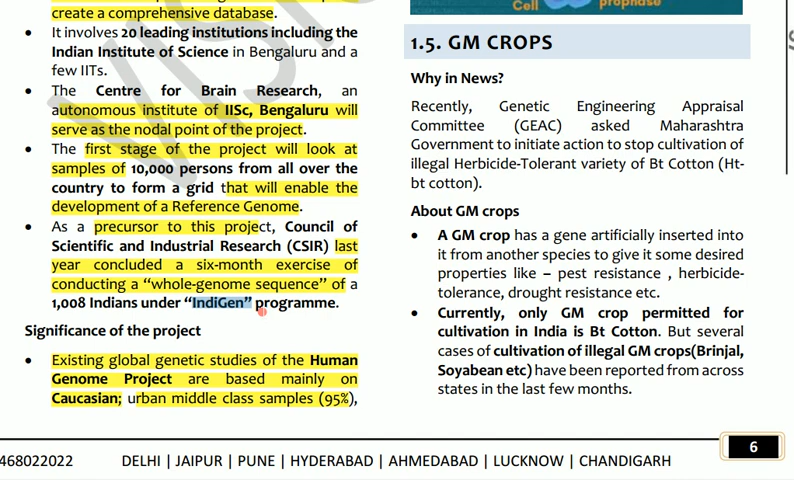 create a comprehensive database.
• It involves 20 leading institutions including the
Indian Institute of Science in Bengaluru and a
few IITs.
• The Centre for Brain Research, an
autonomous institute of IISc, Bengaluru will
serve as the nodal point of the project.
• The first stage of the project will look at
samples of 10,000 persons from all over the
country to form a grid that will enable the
development of a Reference Genome.
• As a precursor to this project, Council of
Scientific and Industrial Research (CSIR) last
year concluded a six-month exercise of
conducting a “whole-genome sequence” of a
1,008 Indians under “IndiGen” programme.
Significance of the project
• Existing global genetic studies of the Human
Genome Project are based mainly on
Caucasian; urban middle class samples (95%),
Cell
prophase
1.5. GM CROPS
Why in News?
Recently, Genetic Engineering Appraisal
Committee (GEAC) asked Maharashtra
Government to initiate action to stop cultivation of
illegal Herbicide-Tolerant variety of Bt Cotton (Ht-
bt cotton).
About GM crops
• A GM crop has a gene artificially inserted into
it from another species to give it some desired
properties like – pest resistance , herbicide-
tolerance, drought resistance etc.
• Currently, only GM crop permitted for
cultivation in India is Bt Cotton. But several
cases of cultivation of illegal GM crops(Brinjal,
Soyabean etc) have been reported from across
states in the last few months.
6
468022022 DELHI | JAIPUR | PUNE | HYDERABAD | AHMEDABAD | LUCKNOW | CHANDIGARH